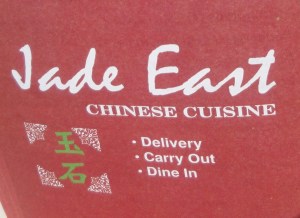 Jade East
CHINESE CUISINE
玉
石
• Delivery
• Carry Out
• Dine In